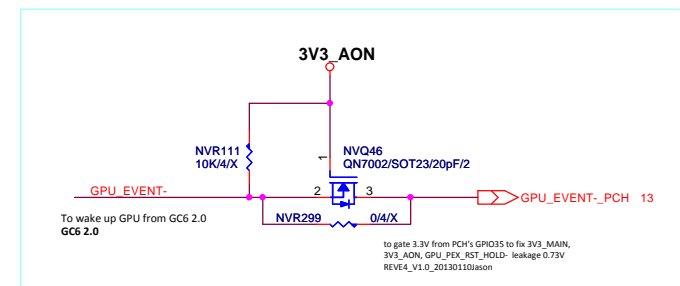 3V3_AON
NVR111
10K/4/X
1
NVQ46
QN7002/SOT23/20pF/2
GPU_EVENT-
2
3
GPU_EVENT-_PCH 13
To wake up GPU from GC6 2.0
GC6 2.0
NVR299
0/4/X
to gate 3.3V from PCH's GPIO35 to fix 3V3_MAIN,
3V3_AON, GPU_PEX_RST_HOLD- leakage 0.73V
REVE4_V1.0_20130110Jason